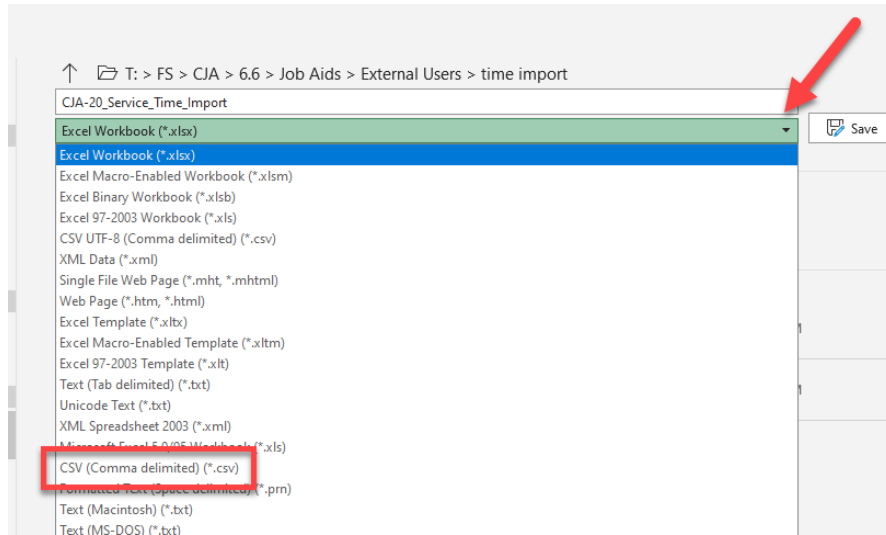 T: > FS > CJA > 6.6 > Job Aids > External Users > time import
CJA-20_Service_Time_Import
Excel Workbook (*.xlsx)
Save
Excel Workbook (*.xlsx)
Excel Macro-Enabled Workbook (*.xlsm)
Excel Binary Workbook (*.xlsb)
Excel 97-2003 Workbook (*.xls)
CSV UTF-8 (Comma delimited) (*.csv)
XML Data (*.xml)
Single File Web Page (*.mht, *.mhtml)
Web Page (*.htm, *.html)
Excel Template (*.xltx)
Excel Macro-Enabled Template (*.xltm)
Excel 97-2003 Template (*.xlt)
Text (Tab delimited) (*.txt)
Unicode Text (*.txt)
XML Spreadsheet 2003 (*.xml)
Microsoft Excel 5.0/95 Workbook (*.xls)
CSV (Comma delimited) (*.csv)
Formatted Text (Space delimited) (*.prn)
Text (Macintosh) (*.txt)
Text (MS-DOS) (*.txt)